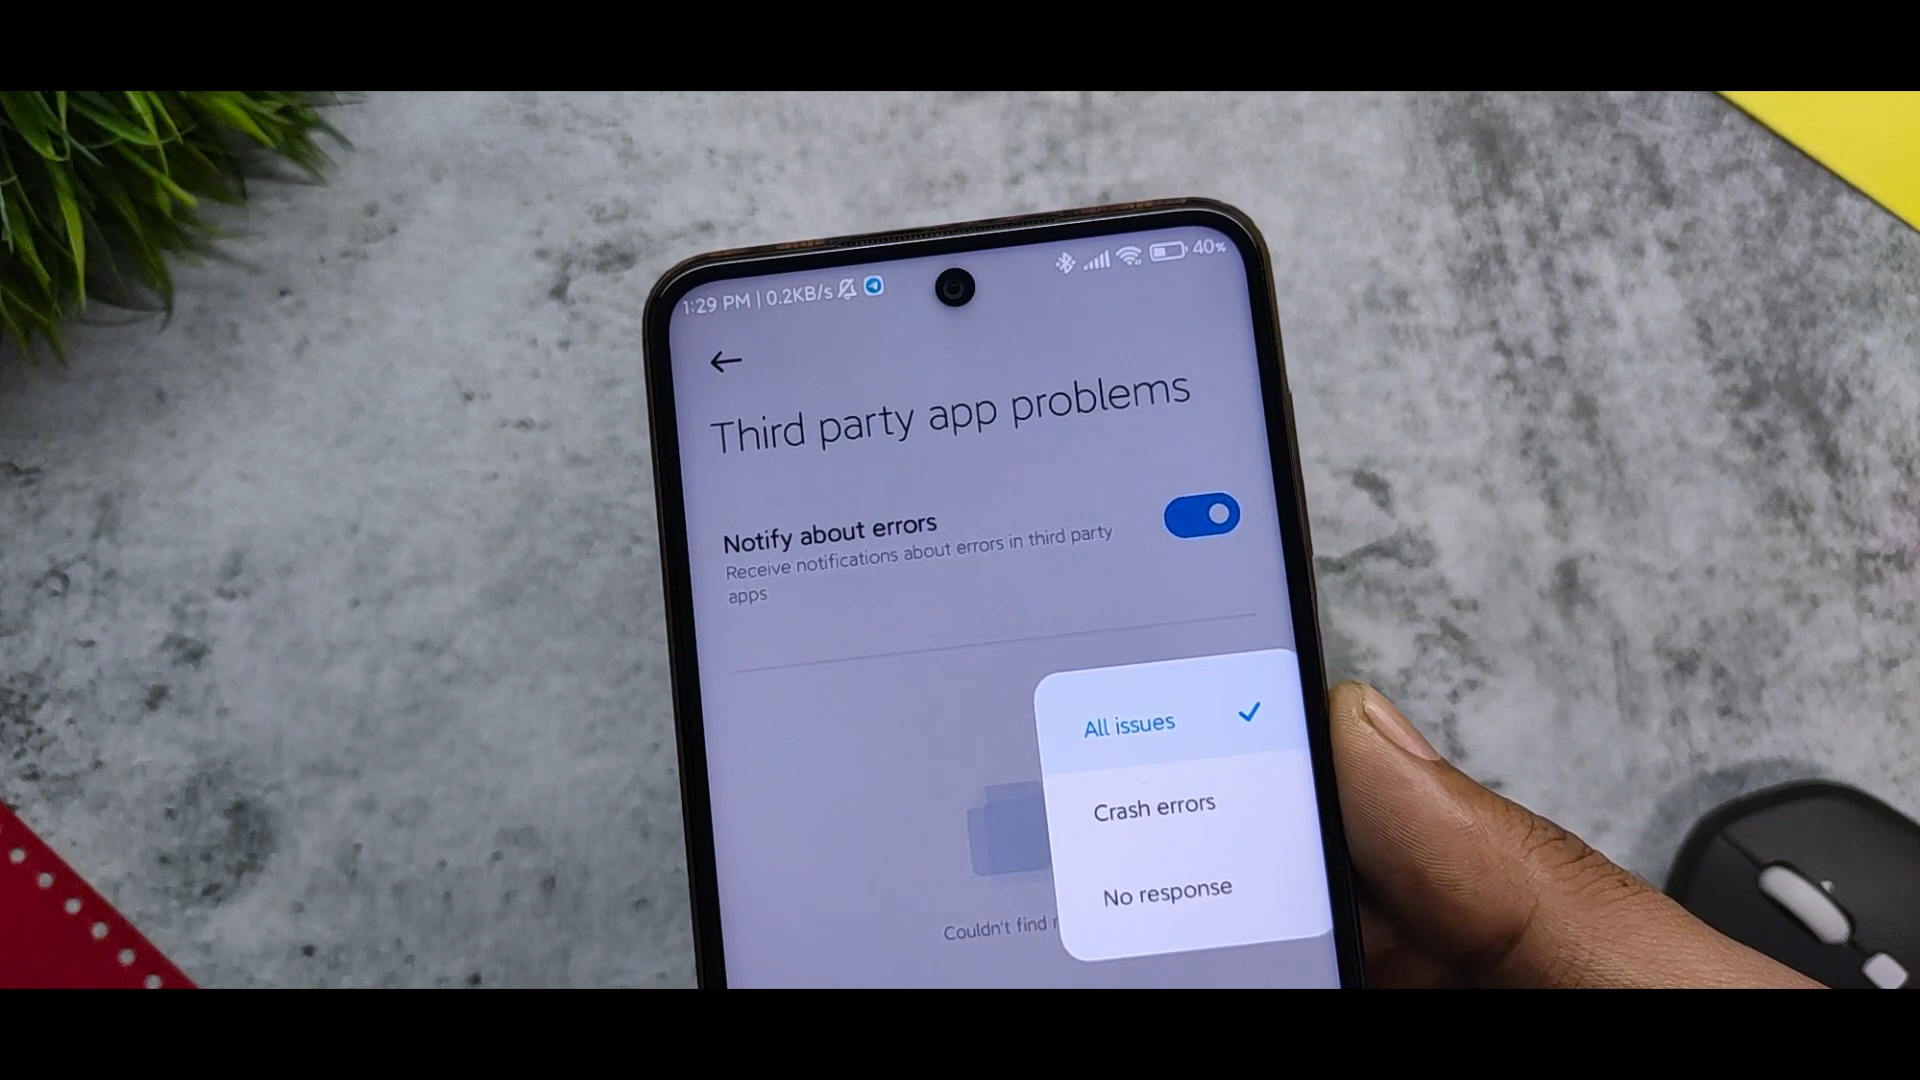 1:29 PM | 0.2KB/s
40%
Third party app problems
Notify about errors
Receive notifications about errors in third party
apps
All issues
Crash errors
No response
Couldn't find